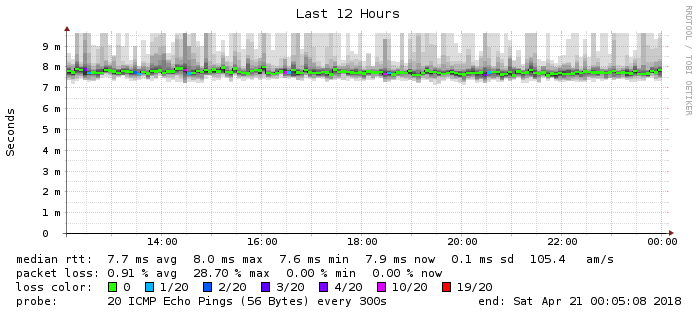 Last 12 Hours
RRDTOOL / TOBI OETIKER
Seconds
9 m
8 m
7 m
6 m
5 m
4 m
3 m
2 m
1 m
0
14:00 16:00 18:00 20:00 22:00 00:00
median rtt: 7.7 ms avg 8.0 ms max 7.6 ms min 7.9 ms now 0.1 ms sd 105.4 am/s
packet loss: 0.91 % avg 28.70 % max 0.00 % min 0.00 % now
loss color: 0 1/20 2/20 3/20 4/20 10/20 19/20
probe: 20 ICMP Echo Pings (56 Bytes) every 300s end: Sat Apr 21 00:05:08 2018